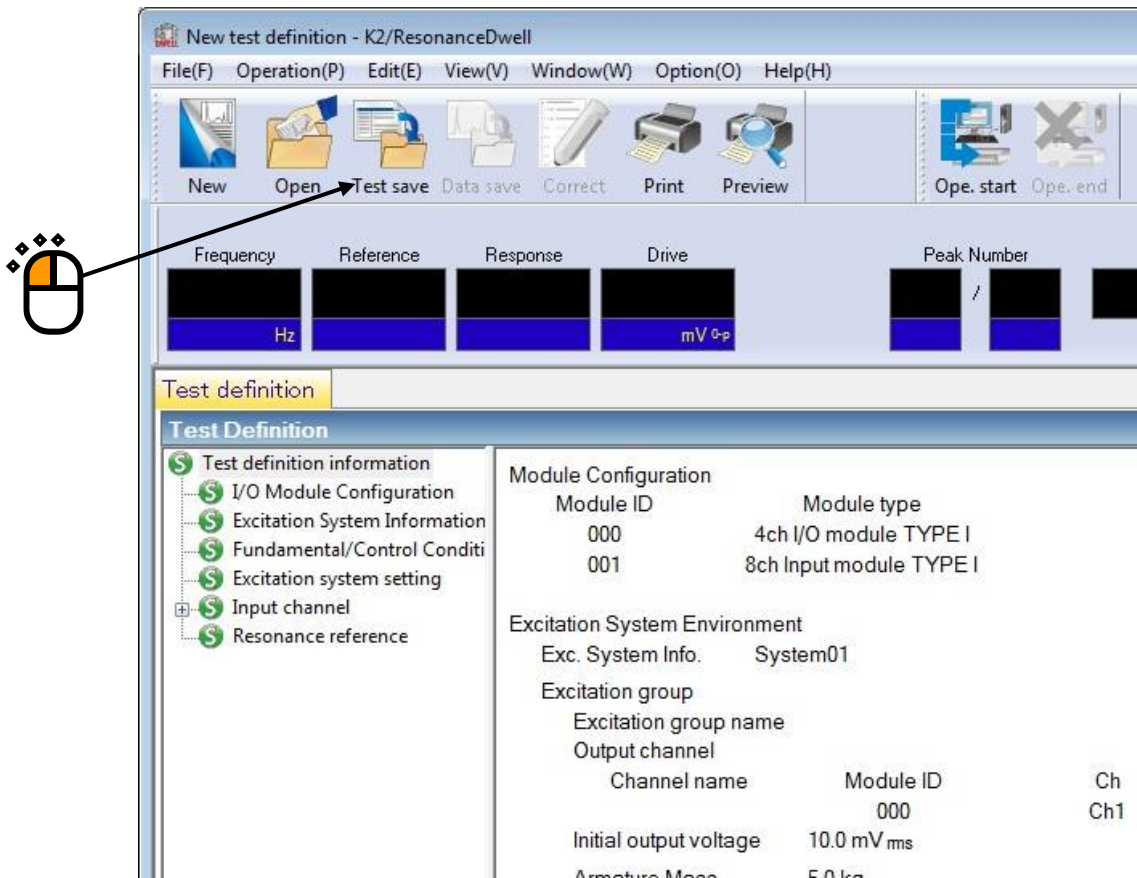 New test definition - K2/ResonanceDwell
File(F) Operation(P) Edit(E) View(V) Window(W) Option(O) Help(H)
New Open Test save Data save Correct Print Preview Ope. start Ope. end
Frequency Reference Response Drive Peak Number
/
Hz mV 0-p
Test definition
Test Definition
Test definition information
I/O Module Configuration
Excitation System Information
Fundamental/Control Conditi
Excitation system setting
Input channel
Resonance reference
Module Configuration
Module ID Module type
000 4ch I/O module TYPE I
001 8ch Input module TYPE I
Excitation System Environment
Exc. System Info. System01
Excitation group
Excitation group name
Output channel
Channel name Module ID Ch
000 Ch1
Initial output voltage 10.0 mV rms
Armature Mass 5.0 kg